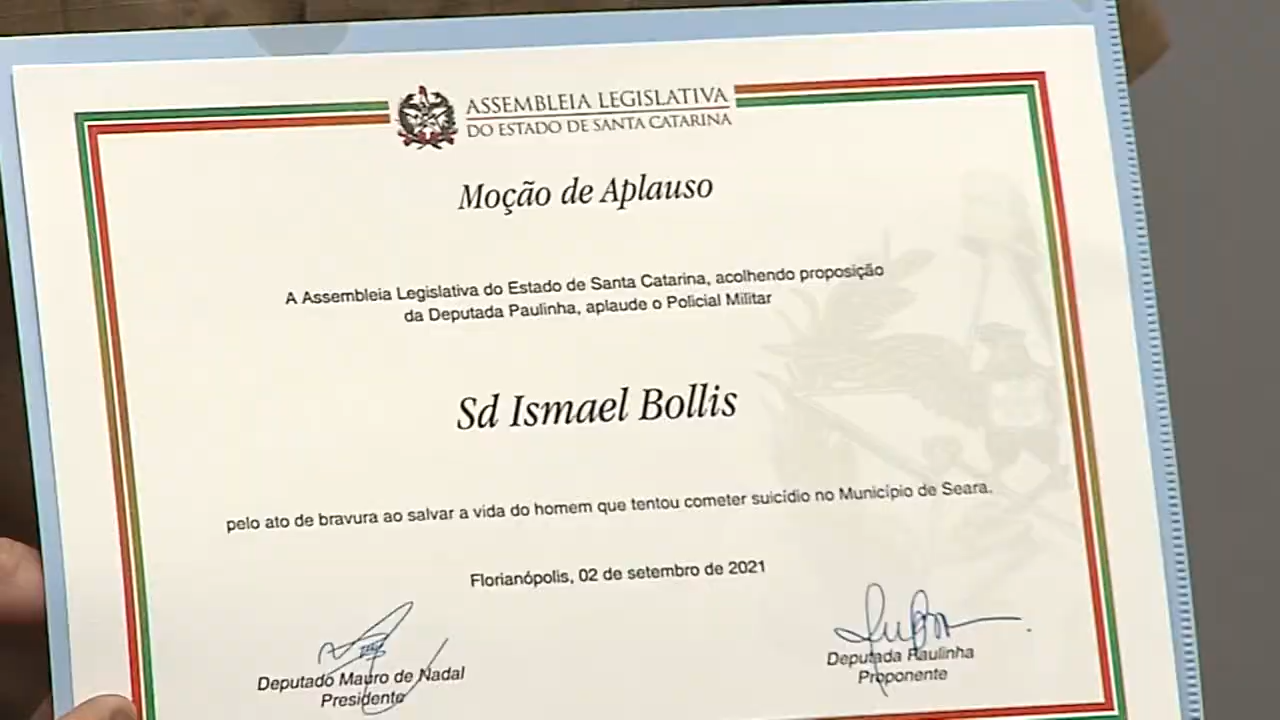 ASSEMBLEIA LEGISLATIVA
DO ESTADO DE SANTA CATARINA
Moção de Aplauso
A Assembleia Legislativa do Estado de Santa Catarina, acolhendo proposição
da Deputada Paulinha, aplaude o Policial Militar
Sd Ismael Bollis
pelo ato de bravura ao salvar a vida do homem que tentou cometer suicídio no Município de Seara.
Florianópolis, 02 de setembro de 2021
Deputado Mauro de Nadal
Presidente
Deputada Paulinha
Proponente